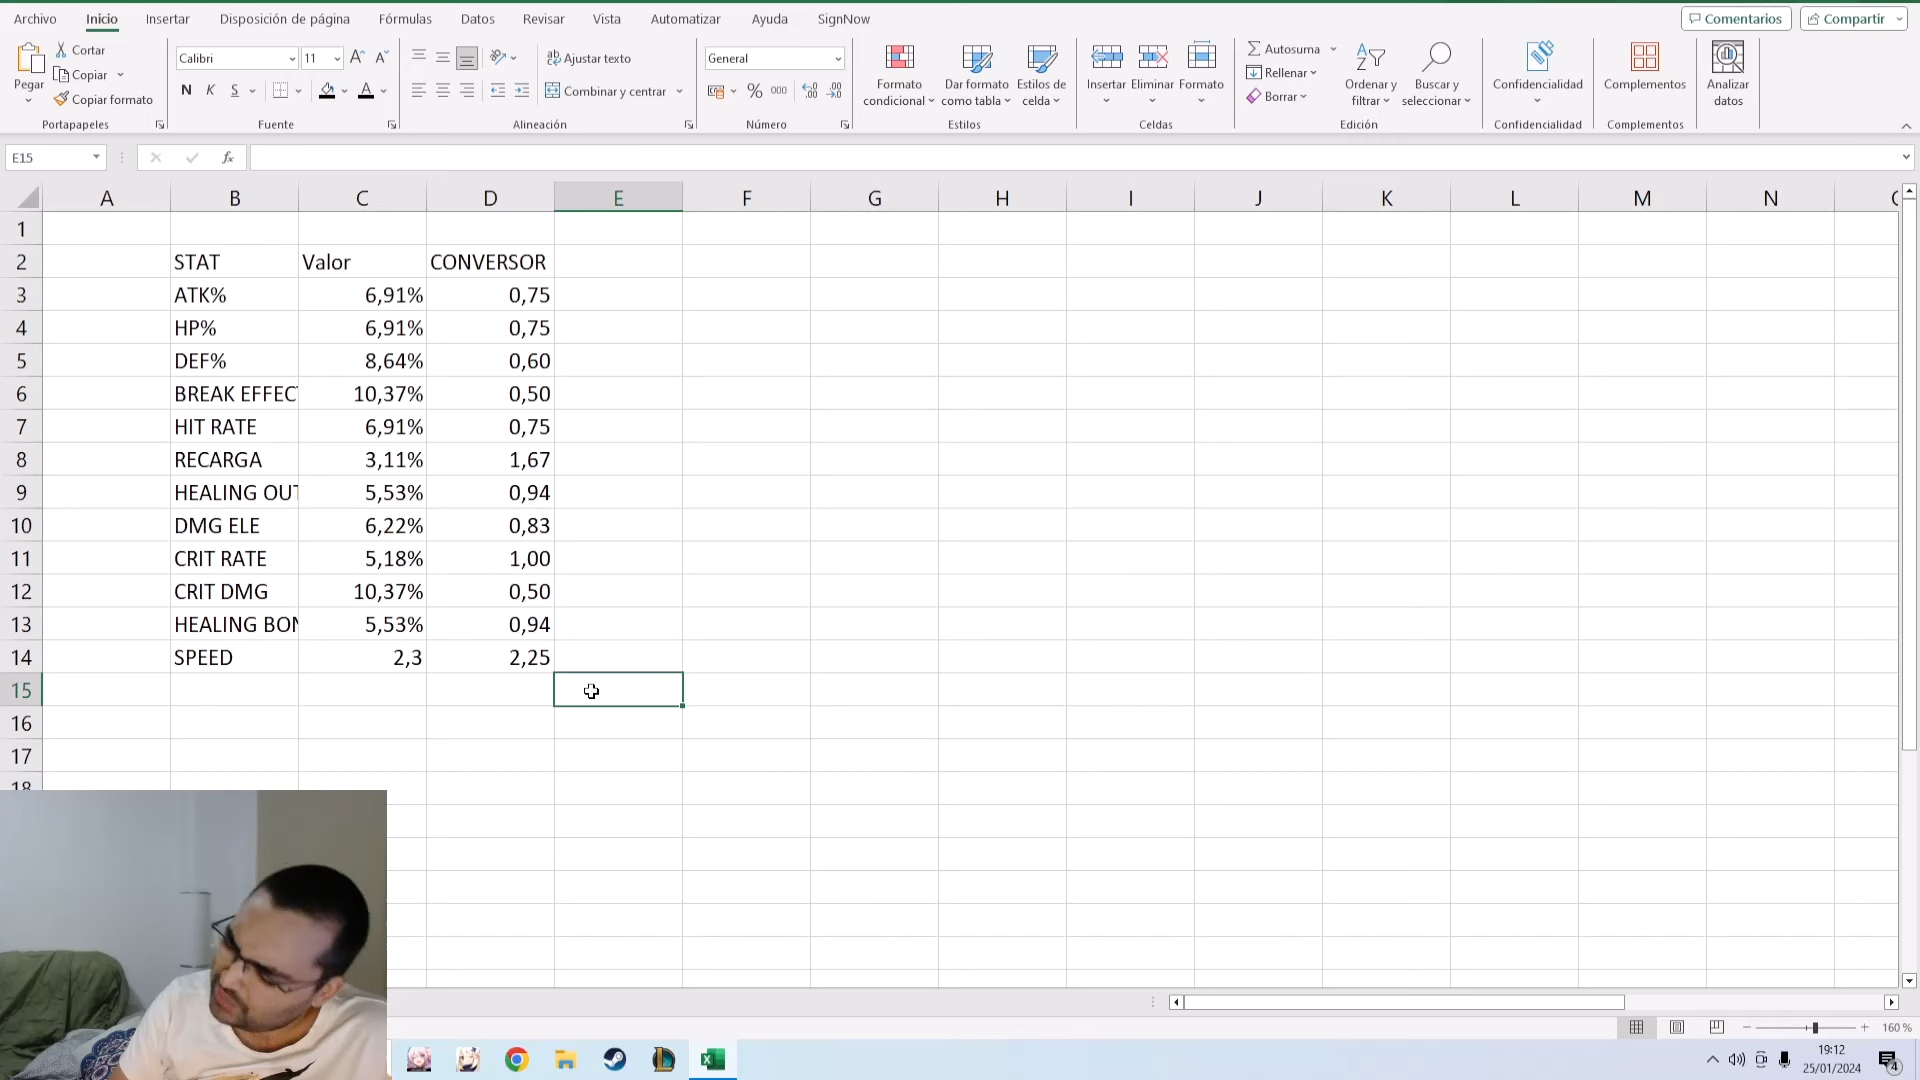 Archivo Inicio Insertar Disposición de página Fórmulas Datos Revisar Vista Automatizar Ayuda SignNow Comentarios Compartir
Pegar Cortar Copiar Copiar formato
Portapapeles
Calibri 11
N K S
Fuente
Ajustar texto
Combinar y centrar
Alineación
General
% 000
Número
Formato condicional
Dar formato como tabla
Estilos de celda
Estilos
Insertar Eliminar Formato
Celdas
Autosuma
Rellenar
Borrar
Ordenar y filtrar
Buscar y seleccionar
Edición
Confidencialidad
Confidencialidad
Complementos
Complementos
Analizar datos
E15 fx
A B C D E F G H I J K L M N
1
2 STAT Valor CONVERSOR
3 ATK% 6,91% 0,75
4 HP% 6,91% 0,75
5 DEF% 8,64% 0,60
6 BREAK EFFEC 10,37% 0,50
7 HIT RATE 6,91% 0,75
8 RECARGA 3,11% 1,67
9 HEALING OUT 5,53% 0,94
10 DMG ELE 6,22% 0,83
11 CRIT RATE 5,18% 1,00
12 CRIT DMG 10,37% 0,50
13 HEALING BON 5,53% 0,94
14 SPEED 2,3 2,25
15
16
17
18
160 %
19:12
25/01/2024
4